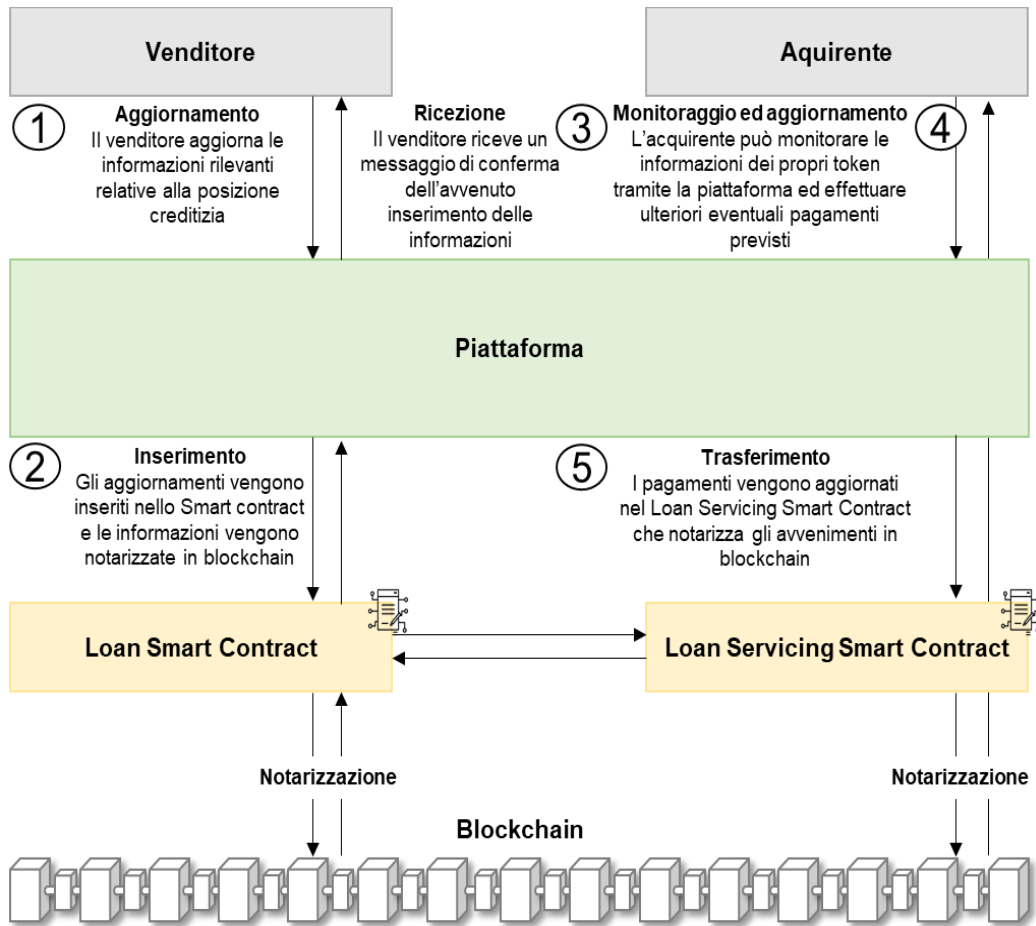 Venditore
Aquirente
1
Aggiornamento
Il venditore aggiorna le
informazioni rilevanti
relative alla posizione
creditizia
Ricezione
Il venditore riceve un
messaggio di conferma
dell'avvenuto
inserimento delle
informazioni
3
Monitoraggio ed aggiornamento
L'acquirente può monitorare le
informazioni dei propri token
tramite la piattaforma ed effettuare
ulteriori eventuali pagamenti
previsti
4
Piattaforma
2
Inserimento
Gli aggiornamenti vengono
inseriti nello Smart contract
e le informazioni vengono
notarizzate in blockchain
5
Trasferimento
I pagamenti vengono aggiornati
nel Loan Servicing Smart Contract
che notarizza gli avvenimenti in
blockchain
Loan Smart Contract
Loan Servicing Smart Contract
Notarizzazione
Notarizzazione
Blockchain